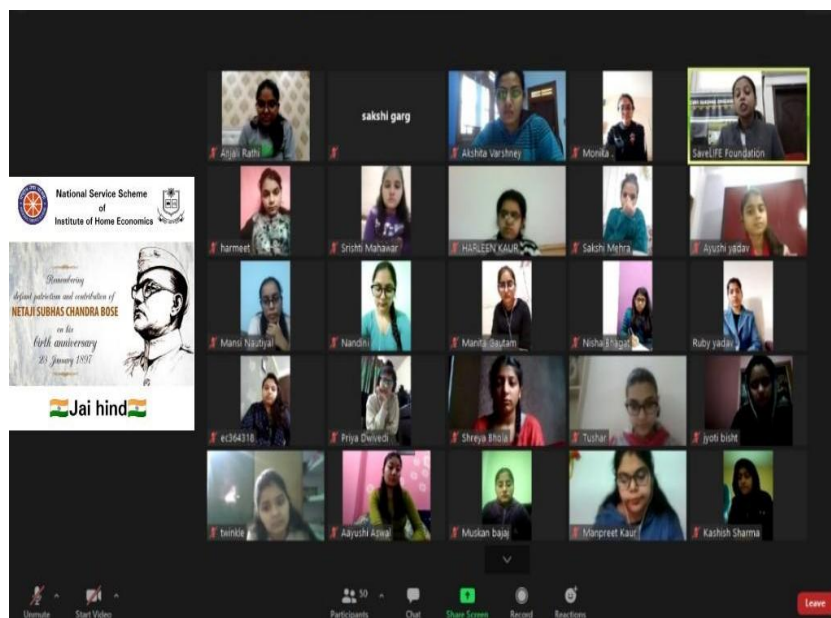 National Service Scheme
of
Institute of Home Economics
Remembering
defiant patriotism and contribution of
NETAJI SUBHAS CHANDRA BOSE
on his
birth anniversary
23 January 1897
Jai hind
Anjali Rathi
sakshi garg
Akshita Varshney
Monika
SaveLIFE Foundation
harmeet
Srishti Mahawar
HARLEEN KAUR
Sakshi Mehra
Ayushi yadav
Mansi Nautiyal
Nandini
Manita Gautam
Nisha Bhagat
Ruby yadav
ec364318
Priya Dwivedi
Shreya Bhola
Tushar
jyoti bisht
twinkle
Aayushi Aswal
Muskan bajaj
Manpreet Kaur
Kashish Sharma
Unmute
Start Video
50
Participants
Chat
Share Screen
Record
Reactions
Leave